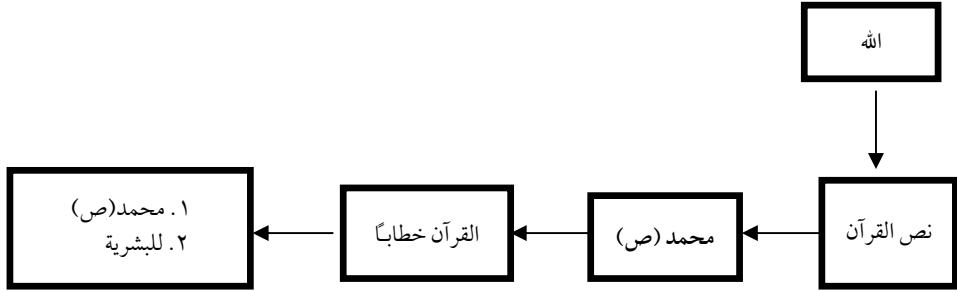 الله
نص القرآن
محمد (ص)
القرآن خطاباً
١. محمد(ص)
٢. للبشرية